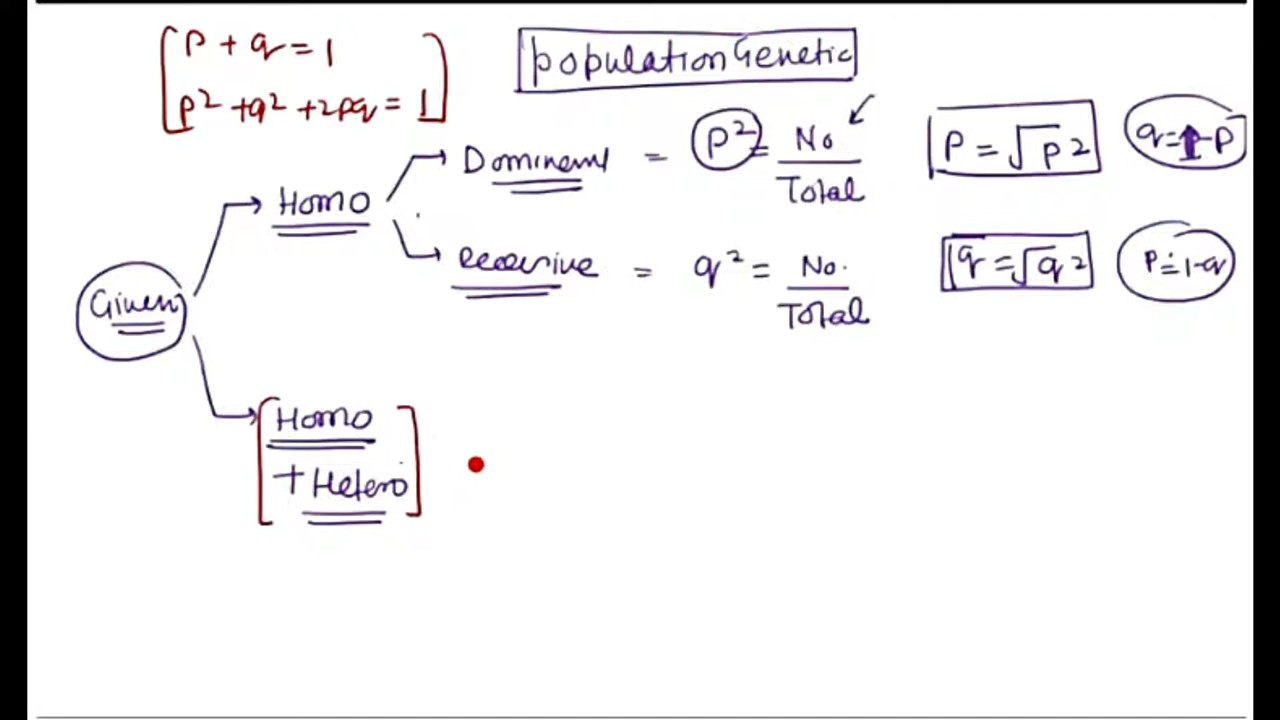 p + q = 1
p² + q² + 2pq = 1
population Genetic
Given
Homo
Dominant = p² = No / Total
p = √p²
q = 1-p
Recessive = q² = No. / Total
q = √q²
p = 1-q
Homo
+ Hetero